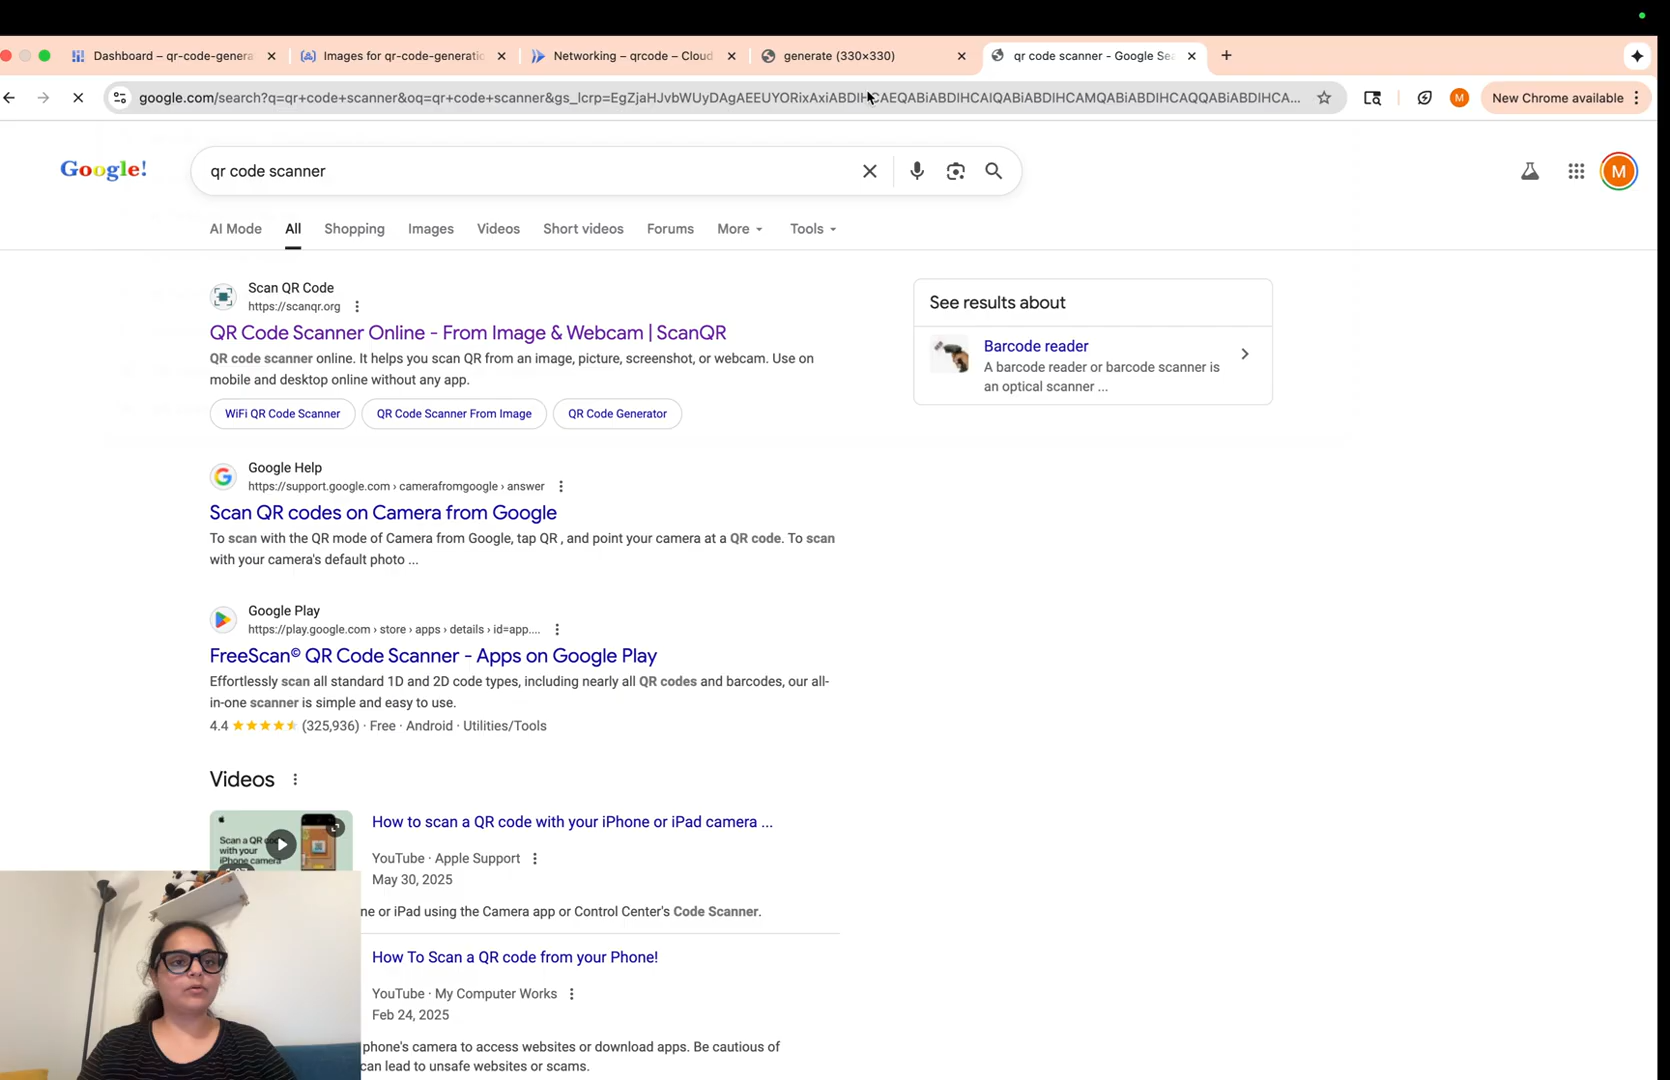 Dashboard – qr-code-genera
Images for qr-code-generatio
Networking – qrcode – Cloud
generate (330×330)
qr code scanner - Google Sea
google.com/search?q=qr+code+scanner&oq=qr+code+scanner&gs_lcrp=EgZjaHJvbWUyDAgAEEUYORixAxiABDIHCAEQABiABDIHCAIQABiABDIHCAMQABiABDIHCAQQABiABDIHCA...
M
New Chrome available
Google!
qr code scanner
M
AI Mode
All
Shopping
Images
Videos
Short videos
Forums
More
Tools
Scan QR Code
https://scanqr.org
QR Code Scanner Online - From Image & Webcam | ScanQR
QR code scanner online. It helps you scan QR from an image, picture, screenshot, or webcam. Use on
mobile and desktop online without any app.
WiFi QR Code Scanner
QR Code Scanner From Image
QR Code Generator
See results about
Barcode reader
A barcode reader or barcode scanner is
an optical scanner ...
Google Help
https://support.google.com › camerafromgoogle › answer
Scan QR codes on Camera from Google
To scan with the QR mode of Camera from Google, tap QR , and point your camera at a QR code. To scan
with your camera's default photo ...
Google Play
https://play.google.com › store › apps › details › id=app....
FreeScan© QR Code Scanner - Apps on Google Play
Effortlessly scan all standard 1D and 2D code types, including nearly all QR codes and barcodes, our all-
in-one scanner is simple and easy to use.
4.4 (325,936) · Free · Android · Utilities/Tools
Videos
Scan a QR co
with your
iPhone camera
How to scan a QR code with your iPhone or iPad camera ...
YouTube · Apple Support
May 30, 2025
ne or iPad using the Camera app or Control Center's Code Scanner.
How To Scan a QR code from your Phone!
YouTube · My Computer Works
Feb 24, 2025
phone's camera to access websites or download apps. Be cautious of
can lead to unsafe websites or scams.